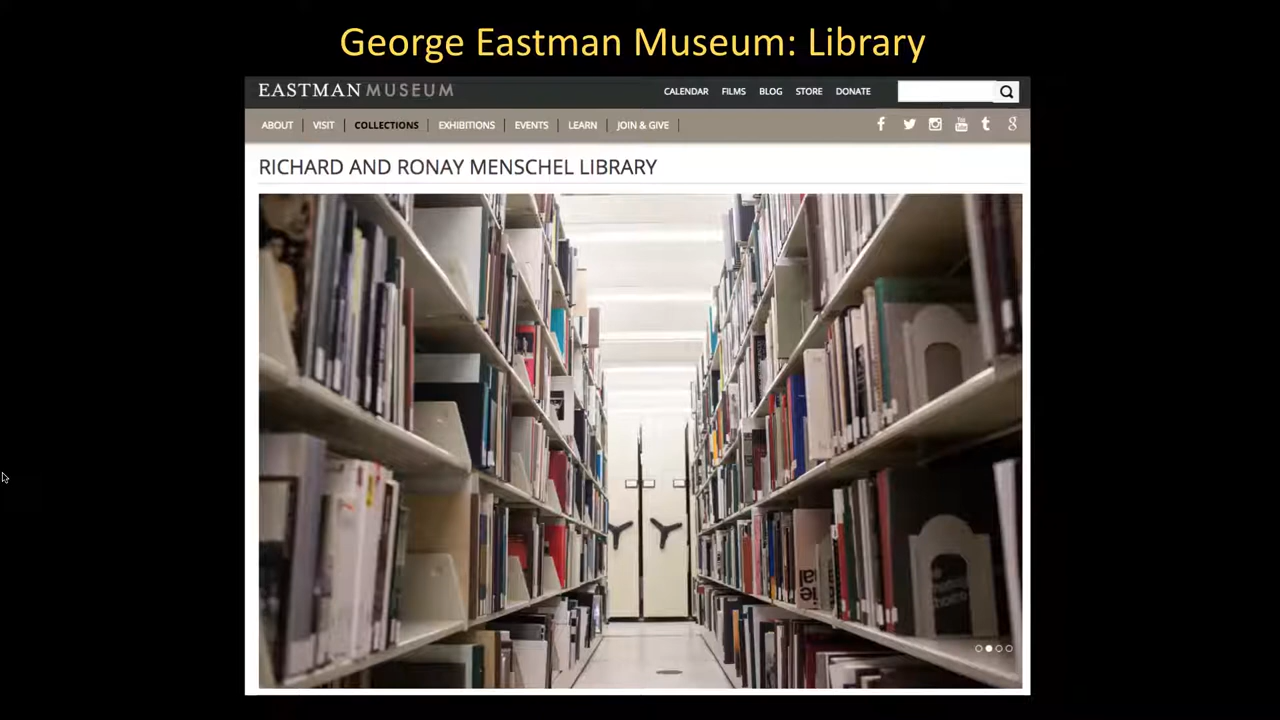 George Eastman Museum: Library
EASTMAN MUSEUM
CALENDAR FILMS BLOG STORE DONATE
ABOUT VISIT COLLECTIONS EXHIBITIONS EVENTS LEARN JOIN & GIVE
RICHARD AND RONAY MENSCHEL LIBRARY